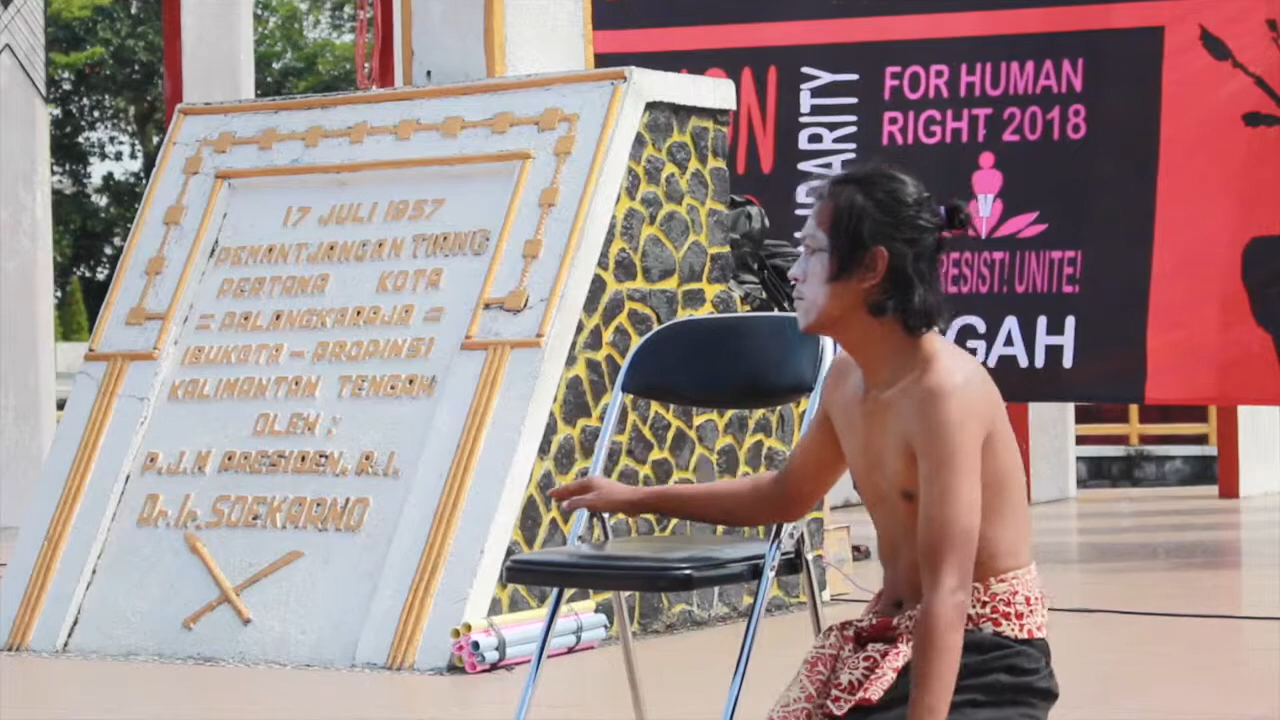 17 JULI 1957
PEMANTJANGAN TIANG
PERTAMA KOTA
= PALANGKARAJA =
IBUKOTA - PROPINSI
KALIMANTAN TENGAH
OLEH :
P.J.M PRESIDEN. R.I.
Dr. Ir. SOEKARNO
FOR HUMAN
RIGHT 2018
RESIST! UNITE!